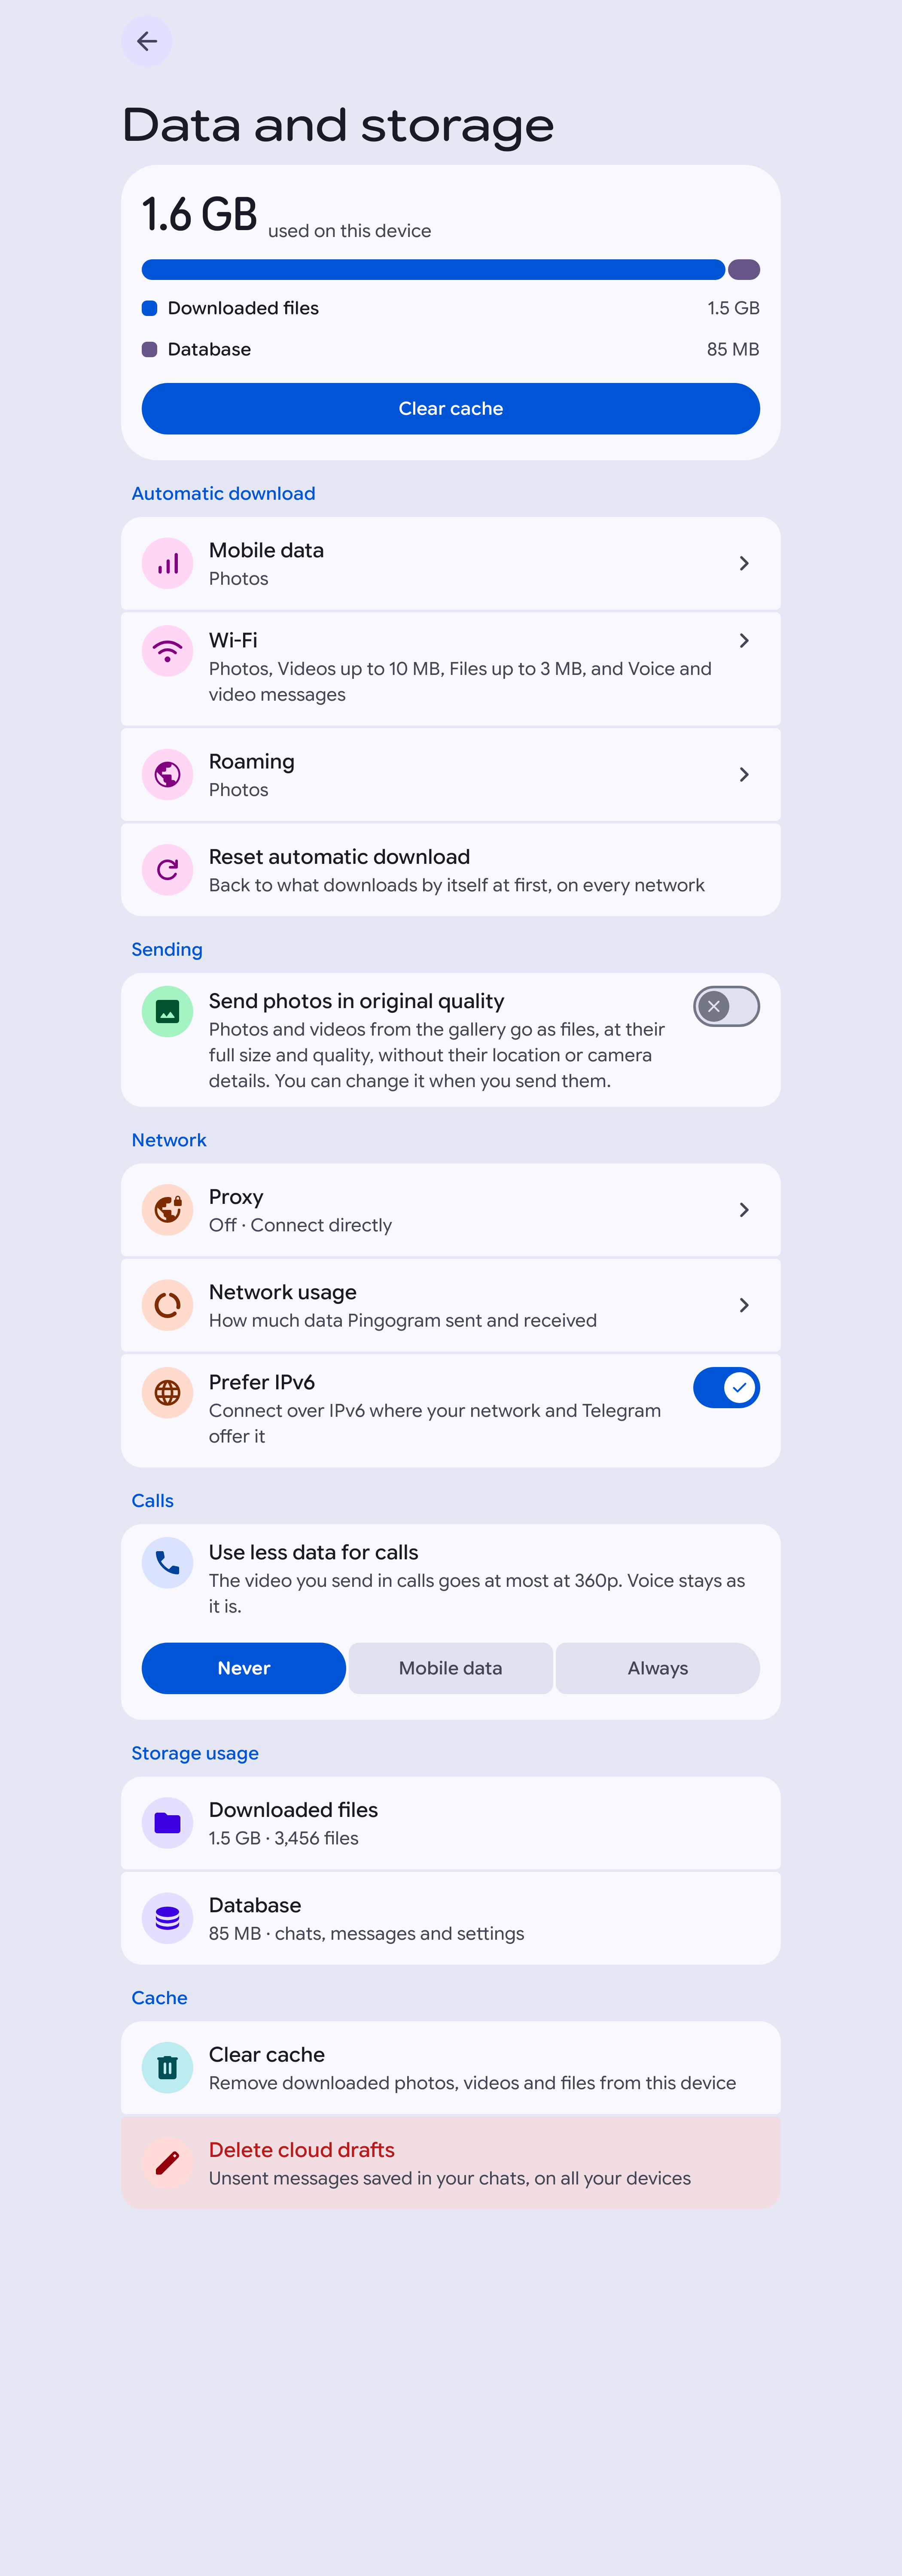 Data and storage
1.6 GB used on this device
Downloaded files 1.5 GB
Database 85 MB
Clear cache
Automatic download
Mobile data
Photos
Wi-Fi
Photos, Videos up to 10 MB, Files up to 3 MB, and Voice and
video messages
Roaming
Photos
Reset automatic download
Back to what downloads by itself at first, on every network
Sending
Send photos in original quality
Photos and videos from the gallery go as files, at their
full size and quality, without their location or camera
details. You can change it when you send them.
Network
Proxy
Off · Connect directly
Network usage
How much data Pingogram sent and received
Prefer IPv6
Connect over IPv6 where your network and Telegram
offer it
Calls
Use less data for calls
The video you send in calls goes at most at 360p. Voice stays as
it is.
Never Mobile data Always
Storage usage
Downloaded files
1.5 GB · 3,456 files
Database
85 MB · chats, messages and settings
Cache
Clear cache
Remove downloaded photos, videos and files from this device
Delete cloud drafts
Unsent messages saved in your chats, on all your devices